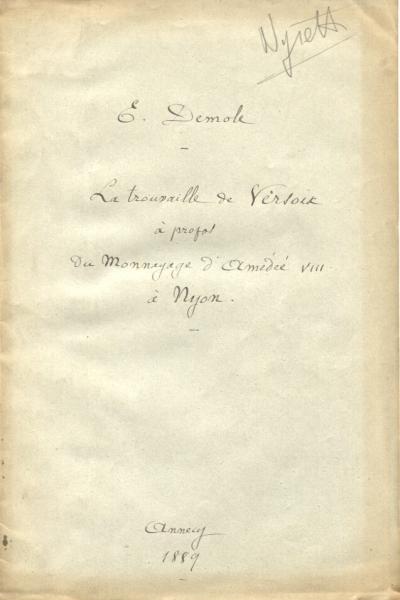 E. Demole
La trouvaille de Versoix
à propos
Du Monnayage d'Amédée VIII
à Nyon.
Annecy
1889